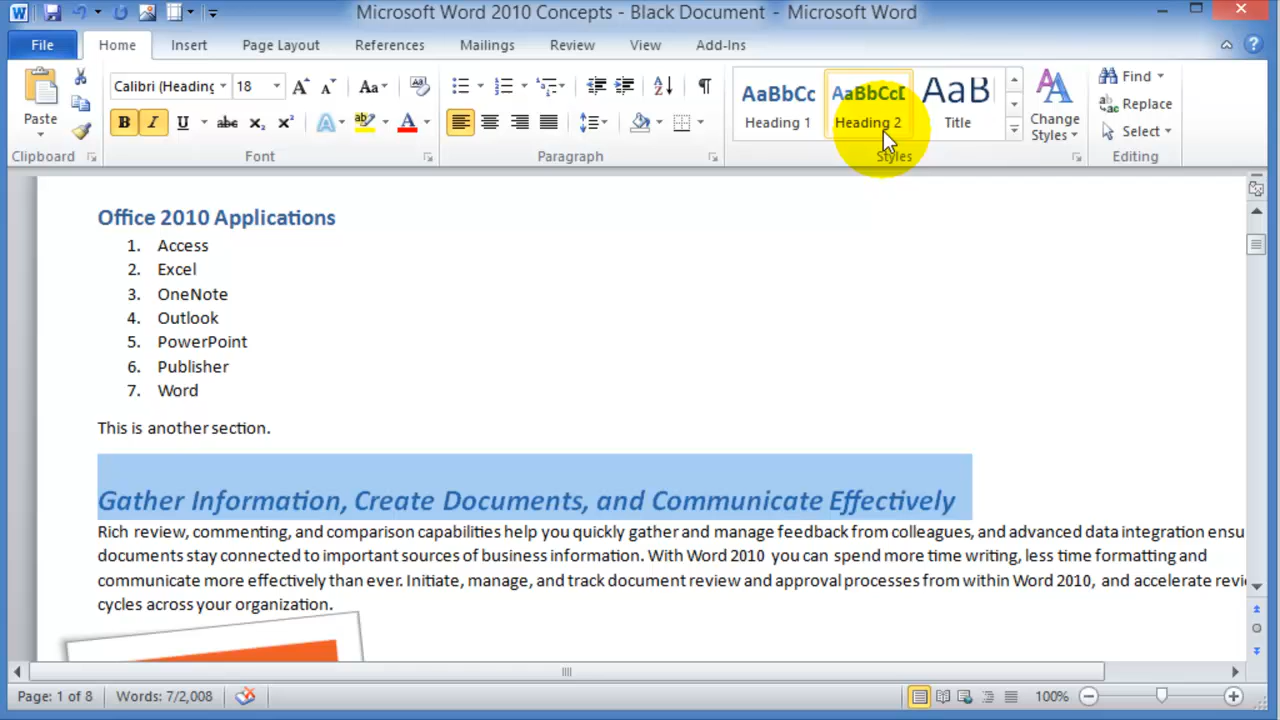 Microsoft Word 2010 Concepts - Black Document - Microsoft Word
File Home Insert Page Layout References Mailings Review View Add-Ins
Paste
Clipboard
Calibri (Heading 18
B I U abc X₂ X²
Font
Paragraph
AaBbCc AaBbCcD AaB
Heading 1 Heading 2 Title
Styles
Change
Styles
Find
Replace
Select
Editing
Office 2010 Applications
1. Access
2. Excel
3. OneNote
4. Outlook
5. PowerPoint
6. Publisher
7. Word
This is another section.
Gather Information, Create Documents, and Communicate Effectively
Rich review, commenting, and comparison capabilities help you quickly gather and manage feedback from colleagues, and advanced data integration ensu
documents stay connected to important sources of business information. With Word 2010 you can spend more time writing, less time formatting and
communicate more effectively than ever. Initiate, manage, and track document review and approval processes from within Word 2010, and accelerate revi
cycles across your organization.
Page: 1 of 8 Words: 7/2,008 100%